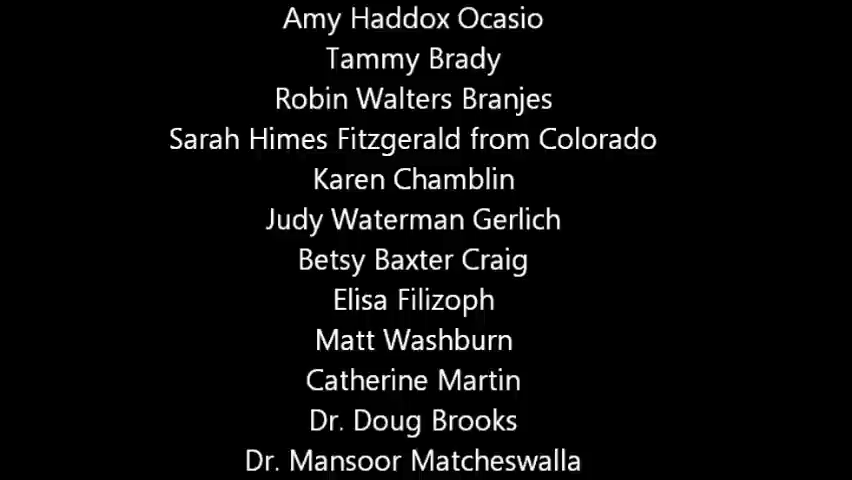 Amy Haddox Ocasio
Tammy Brady
Robin Walters Branjes
Sarah Himes Fitzgerald from Colorado
Karen Chamblin
Judy Waterman Gerlich
Betsy Baxter Craig
Elisa Filizoph
Matt Washburn
Catherine Martin
Dr. Doug Brooks
Dr. Mansoor Matcheswalla